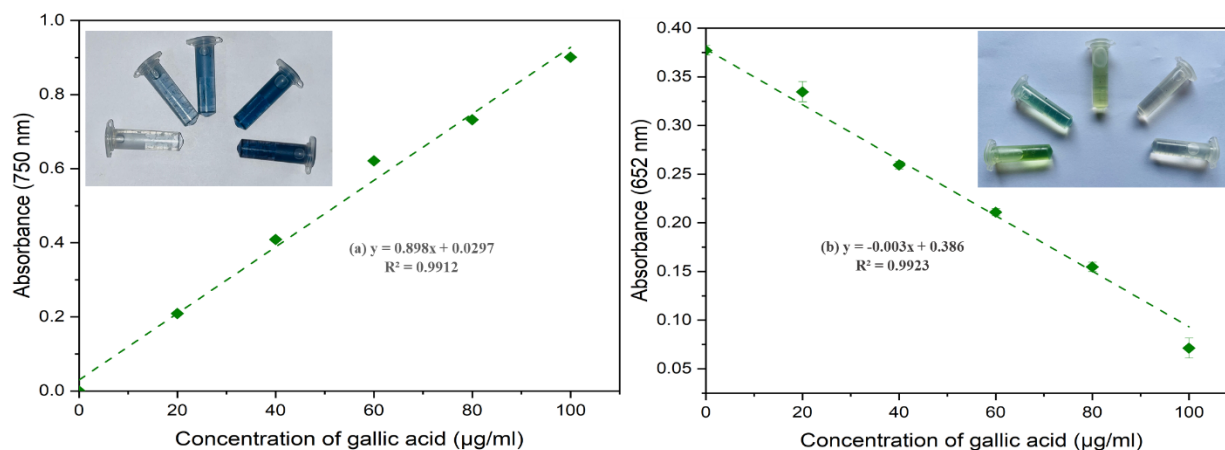 1.0
0.8
0.6
0.4
0.2
0.0
Absorbance (750 nm)
(a) y = 0.898x + 0.0297
R² = 0.9912
0 20 40 60 80 100
Concentration of gallic acid (µg/ml)
0.40
0.35
0.30
0.25
0.20
0.15
0.10
0.05
Absorbance (652 nm)
(b) y = -0.003x + 0.386
R² = 0.9923
0 20 40 60 80 100
Concentration of gallic acid (µg/ml)